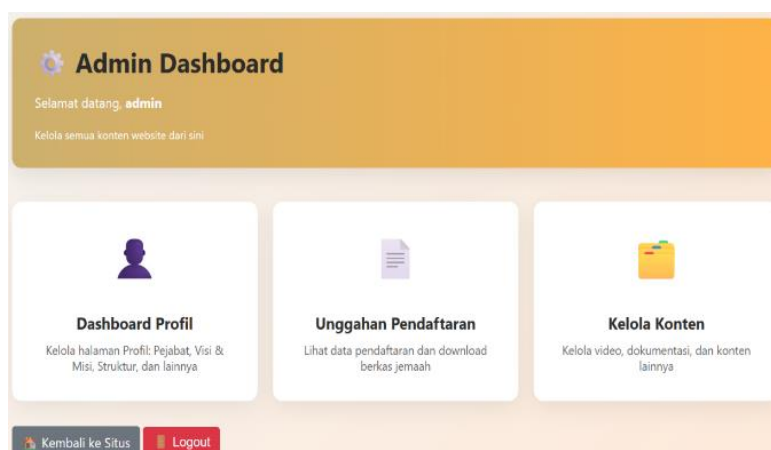 Admin Dashboard
Selamat datang, admin
Kelola semua konten website dari sini
Dashboard Profil
Kelola halaman Profil: Pejabat, Visi &
Misi, Struktur, dan lainnya
Unggahan Pendaftaran
Lihat data pendaftaran dan download
berkas jemaah
Kelola Konten
Kelola video, dokumentasi, dan konten
lainnya
Kembali ke Situs
Logout